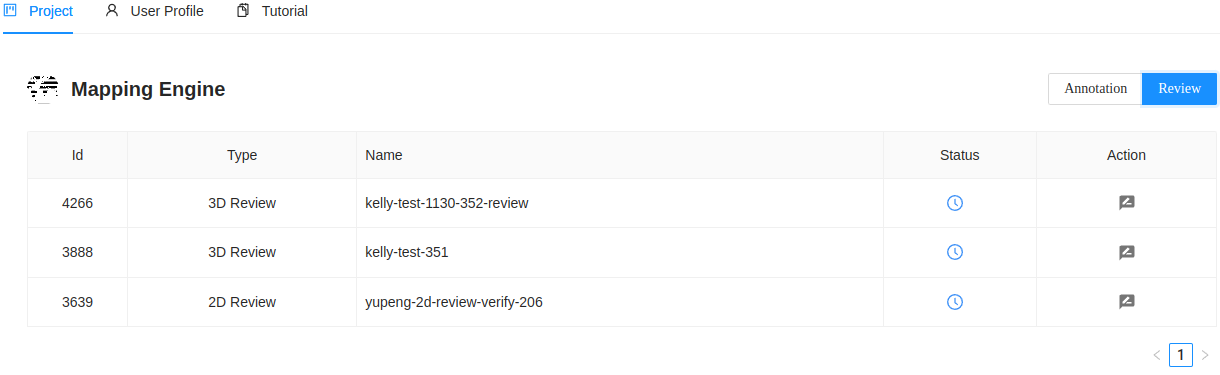 Project User Profile Tutorial
Mapping Engine
Annotation Review
Id Type Name Status Action
4266 3D Review kelly-test-1130-352-review
3888 3D Review kelly-test-351
3639 2D Review yupeng-2d-review-verify-206
1